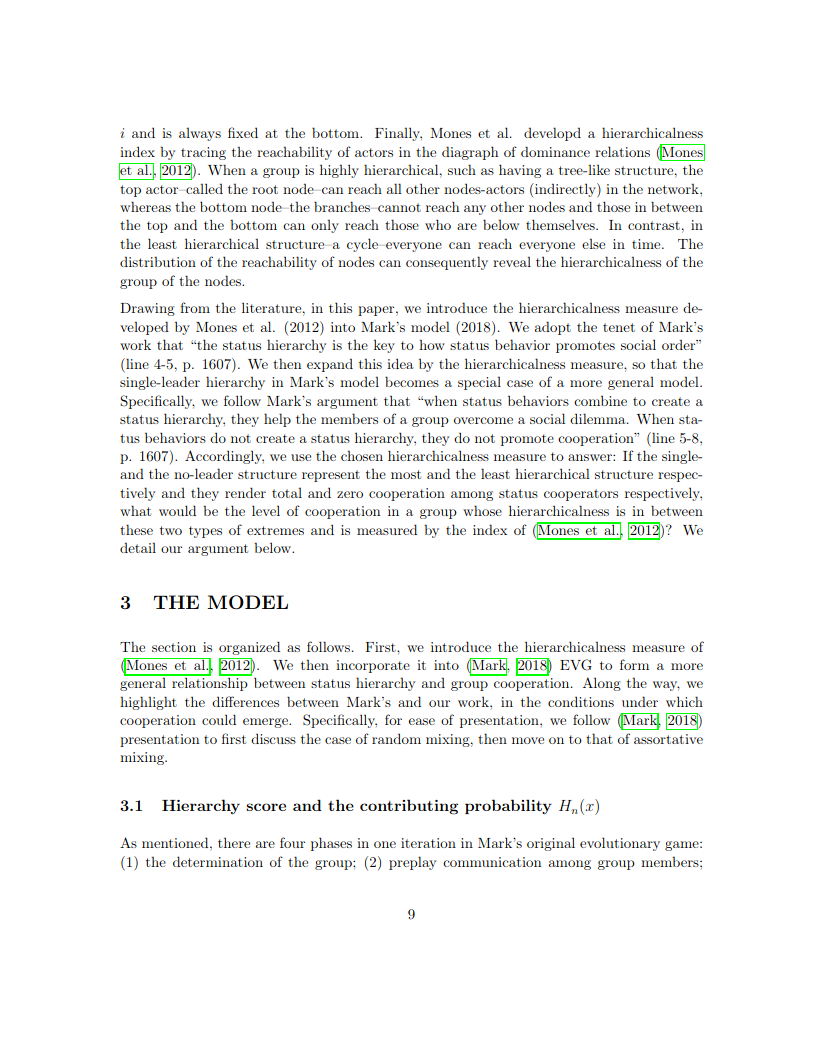 i and is always fixed at the bottom. Finally, Mones et al. developd a hierarchicalness
index by tracing the reachability of actors in the diagraph of dominance relations (Mones
et al., 2012). When a group is highly hierarchical, such as having a tree-like structure, the
top actor–called the root node–can reach all other nodes-actors (indirectly) in the network,
whereas the bottom node–the branches–cannot reach any other nodes and those in between
the top and the bottom can only reach those who are below themselves. In contrast, in
the least hierarchical structure–a cycle–everyone can reach everyone else in time. The
distribution of the reachability of nodes can consequently reveal the hierarchicalness of the
group of the nodes.
Drawing from the literature, in this paper, we introduce the hierarchicalness measure de-
veloped by Mones et al. (2012) into Mark's model (2018). We adopt the tenet of Mark's
work that “the status hierarchy is the key to how status behavior promotes social order”
(line 4-5, p. 1607). We then expand this idea by the hierarchicalness measure, so that the
single-leader hierarchy in Mark's model becomes a special case of a more general model.
Specifically, we follow Mark's argument that “when status behaviors combine to create a
status hierarchy, they help the members of a group overcome a social dilemma. When sta-
tus behaviors do not create a status hierarchy, they do not promote cooperation” (line 5-8,
p. 1607). Accordingly, we use the chosen hierarchicalness measure to answer: If the single-
and the no-leader structure represent the most and the least hierarchical structure respec-
tively and they render total and zero cooperation among status cooperators respectively,
what would be the level of cooperation in a group whose hierarchicalness is in between
these two types of extremes and is measured by the index of (Mones et al., 2012)? We
detail our argument below.
3 THE MODEL
The section is organized as follows. First, we introduce the hierarchicalness measure of
(Mones et al., 2012). We then incorporate it into (Mark, 2018) EVG to form a more
general relationship between status hierarchy and group cooperation. Along the way, we
highlight the differences between Mark's and our work, in the conditions under which
cooperation could emerge. Specifically, for ease of presentation, we follow (Mark, 2018)
presentation to first discuss the case of random mixing, then move on to that of assortative
mixing.
3.1 Hierarchy score and the contributing probability Hₙ(x)
As mentioned, there are four phases in one iteration in Mark's original evolutionary game:
(1) the determination of the group; (2) preplay communication among group members;
9